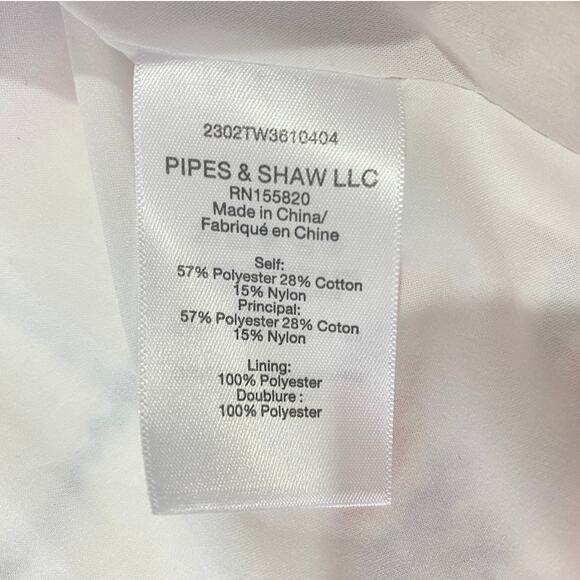 2302TW3610404
PIPES & SHAW LLC
RN155820
Made in China/
Fabriqué en Chine
Self:
57% Polyester 28% Cotton
15% Nylon
Principal:
57% Polyester 28% Coton
15% Nylon
Lining:
100% Polyester
Doublure :
100% Polyester